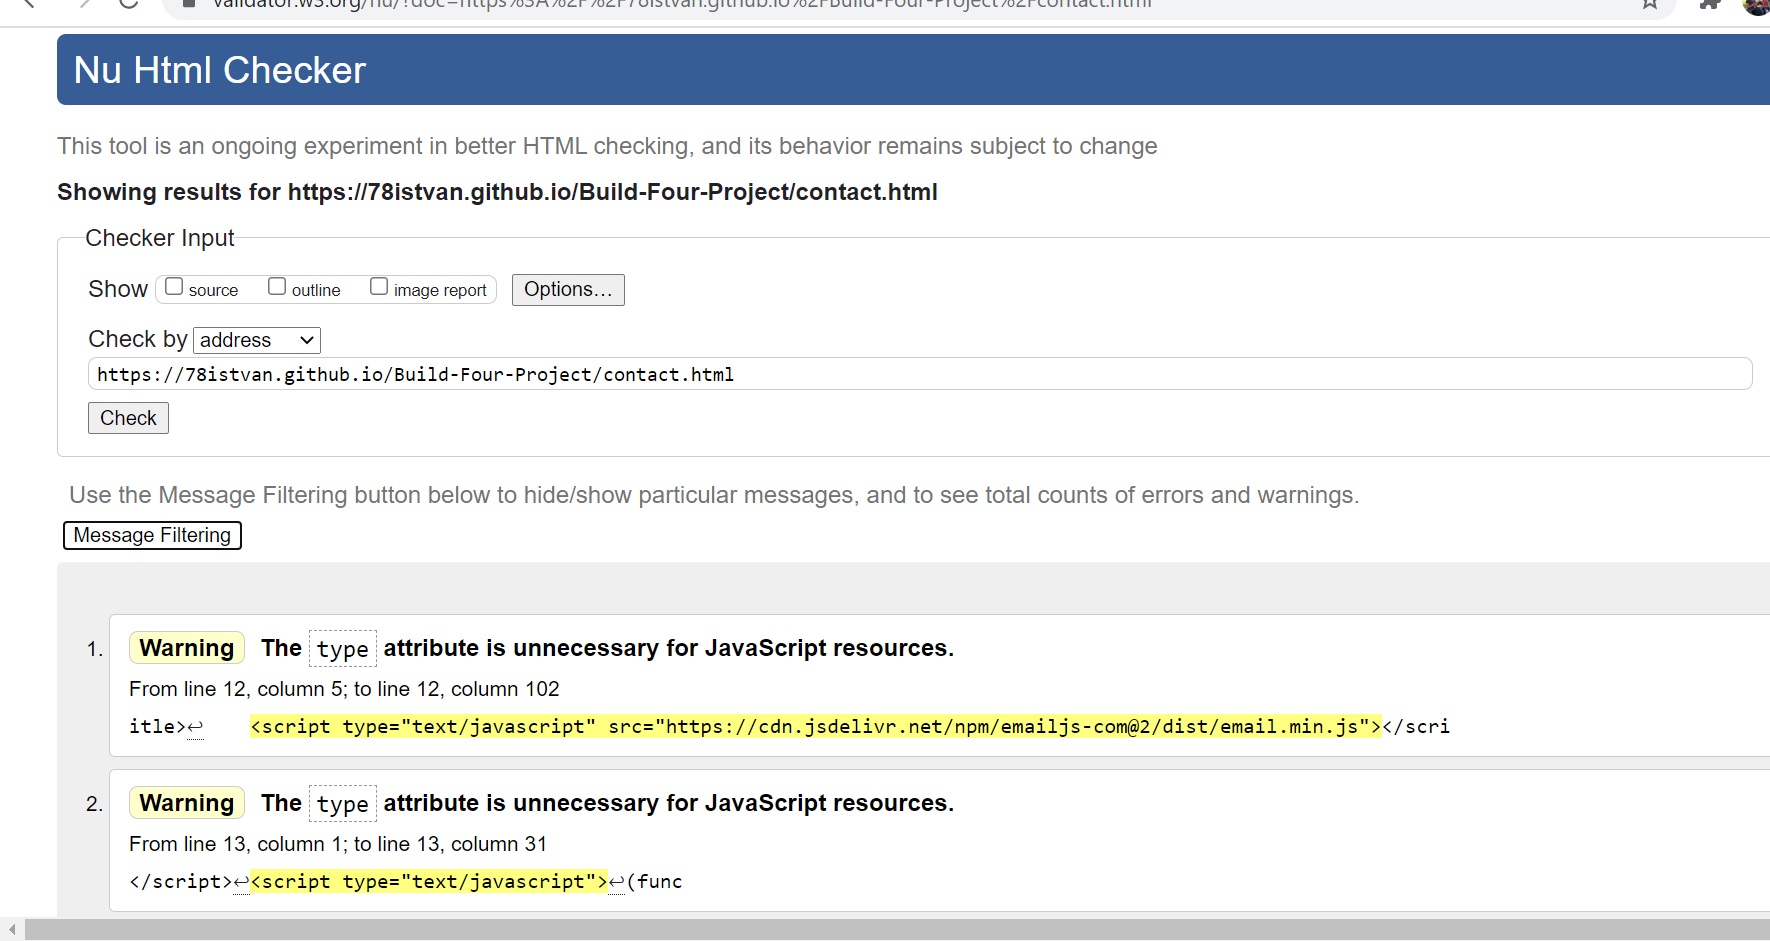 validator.w3.org/nu/?doc=https%3A%2F%2F78istvan.github.io%2FBuild-Four-Project%2Fcontact.html
Nu Html Checker
This tool is an ongoing experiment in better HTML checking, and its behavior remains subject to change
Showing results for https://78istvan.github.io/Build-Four-Project/contact.html
Checker Input
Show source outline image report Options...
Check by address
https://78istvan.github.io/Build-Four-Project/contact.html
Check
Use the Message Filtering button below to hide/show particular messages, and to see total counts of errors and warnings.
Message Filtering
1. Warning The type attribute is unnecessary for JavaScript resources.
From line 12, column 5; to line 12, column 102
itle>↩ <script type="text/javascript" src="https://cdn.jsdelivr.net/npm/emailjs-com@2/dist/email.min.js"></scri
2. Warning The type attribute is unnecessary for JavaScript resources.
From line 13, column 1; to line 13, column 31
</script>↩<script type="text/javascript">↩(func